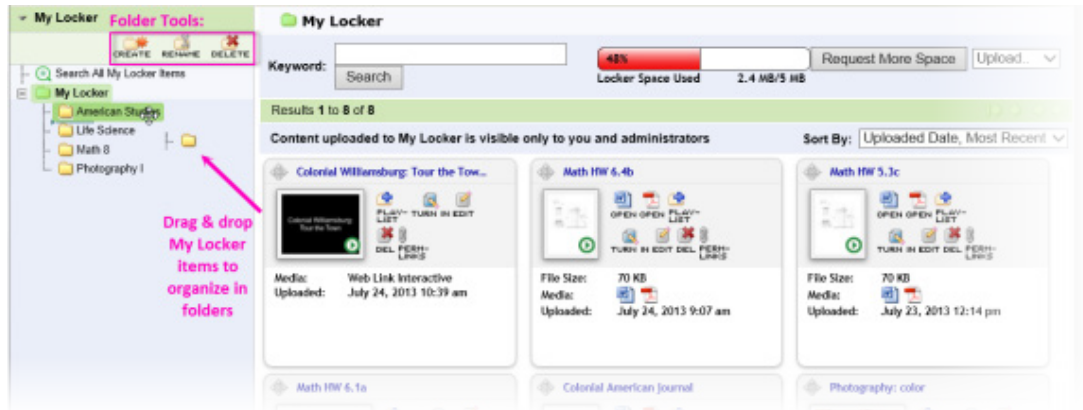 My Locker
Folder Tools:
CREATE RENAME DELETE
Search All My Locker Items
My Locker
American Studies
Life Science
Math 8
Photography I
Drag & drop
My Locker
items to
organize in
folders
My Locker
Keyword:
Search
48%
Locker Space Used 2.4 MB/5 MB
Request More Space
Upload..
Results 1 to 8 of 8
Content uploaded to My Locker is visible only to you and administrators
Sort By: Uploaded Date, Most Recent
Colonial Williamsburg: Tour the Tow...
Colonial Williamsburg
Tour the Town
PLAY-
LIST
TURN IN EDIT
DEL PERM-
LINKS
Media: Web Link Interactive
Uploaded: July 24, 2013 10:39 am
Math HW 6.4b
OPEN OPEN PLAY-
LIST
TURN IN EDIT DEL PERM-
LINKS
File Size: 70 KB
Media:
Uploaded: July 24, 2013 9:07 am
Math HW 5.3c
OPEN OPEN PLAY-
LIST
TURN IN EDIT DEL PERM-
LINKS
File Size: 70 KB
Media:
Uploaded: July 23, 2013 12:14 pm
Math HW 6.1a
Colonial American Journal
Photography: color